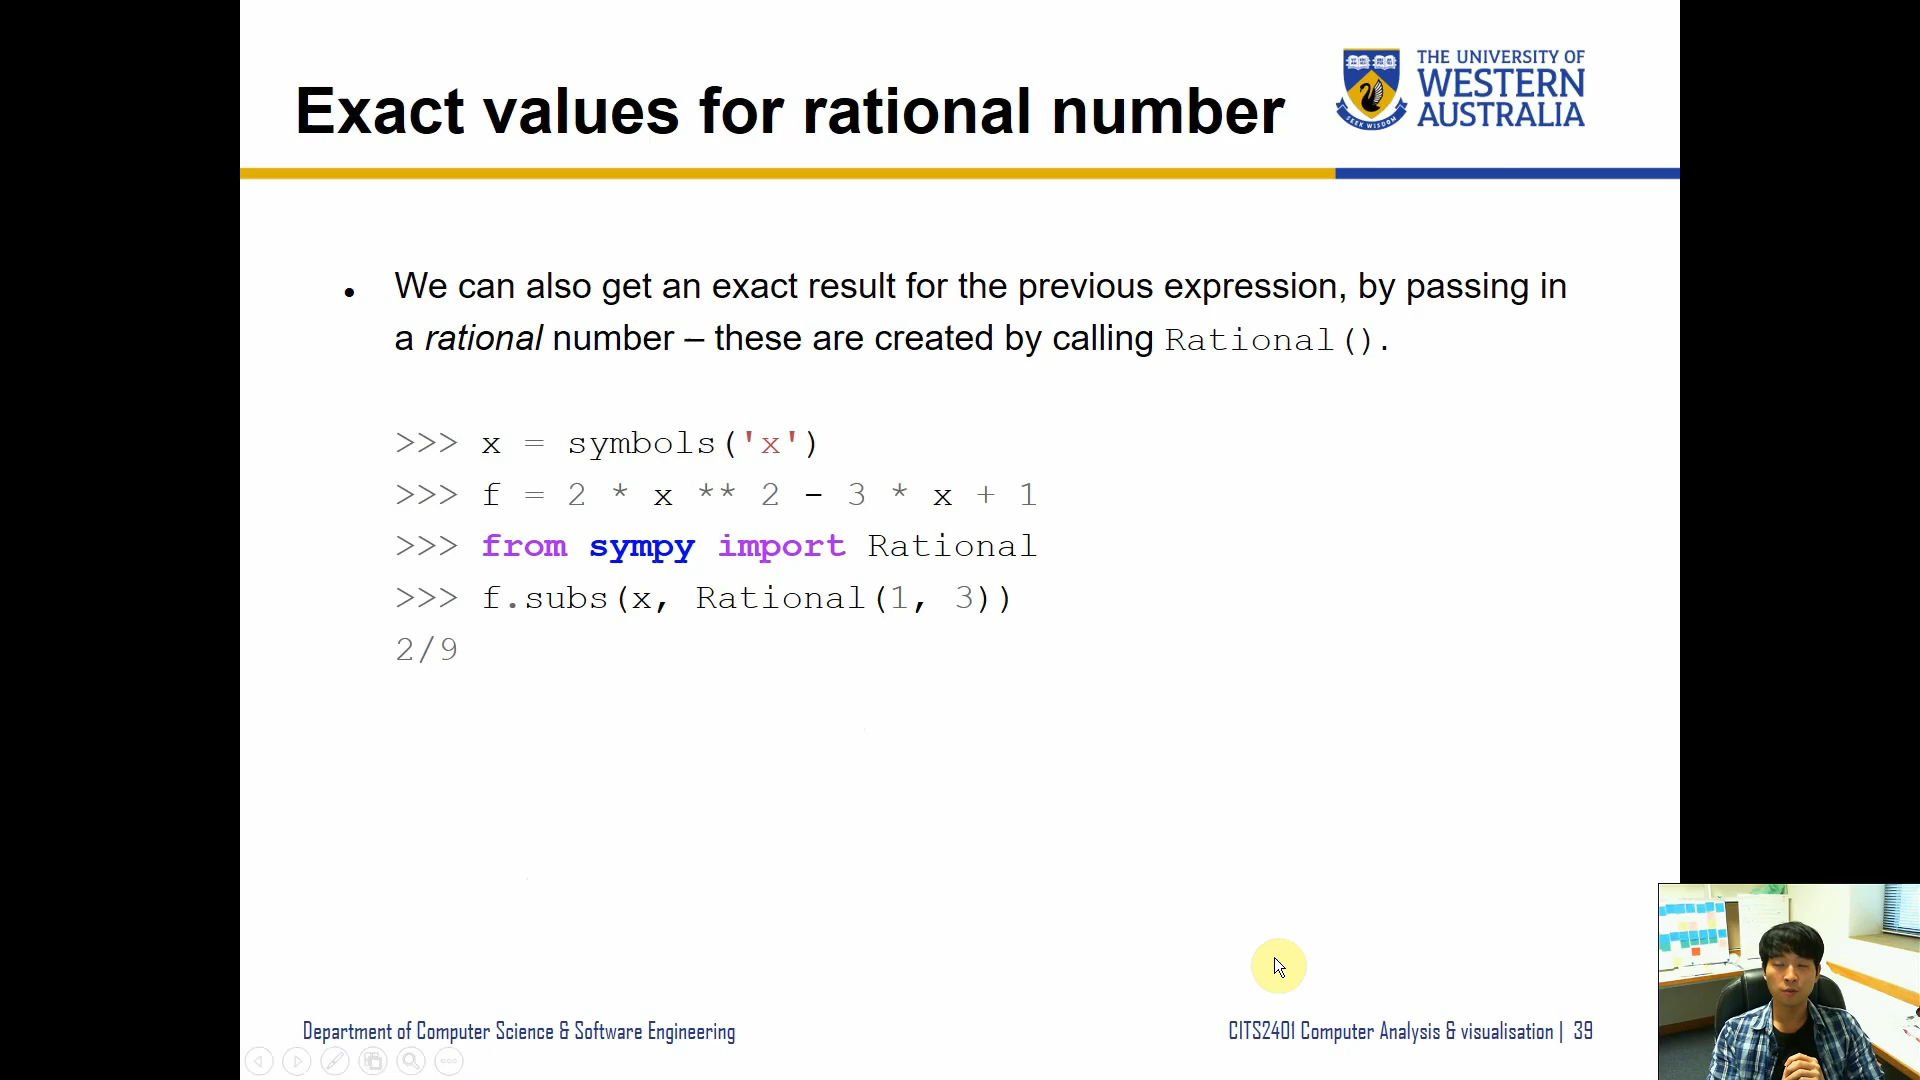 Exact values for rational number
THE UNIVERSITY OF
WESTERN
AUSTRALIA
SEEK WISDOM
• We can also get an exact result for the previous expression, by passing in
a rational number – these are created by calling Rational().
>>> x = symbols('x')
>>> f = 2 * x ** 2 - 3 * x + 1
>>> from sympy import Rational
>>> f.subs(x, Rational(1, 3))
2/9
Department of Computer Science & Software Engineering
CITS2401 Computer Analysis & visualisation | 39